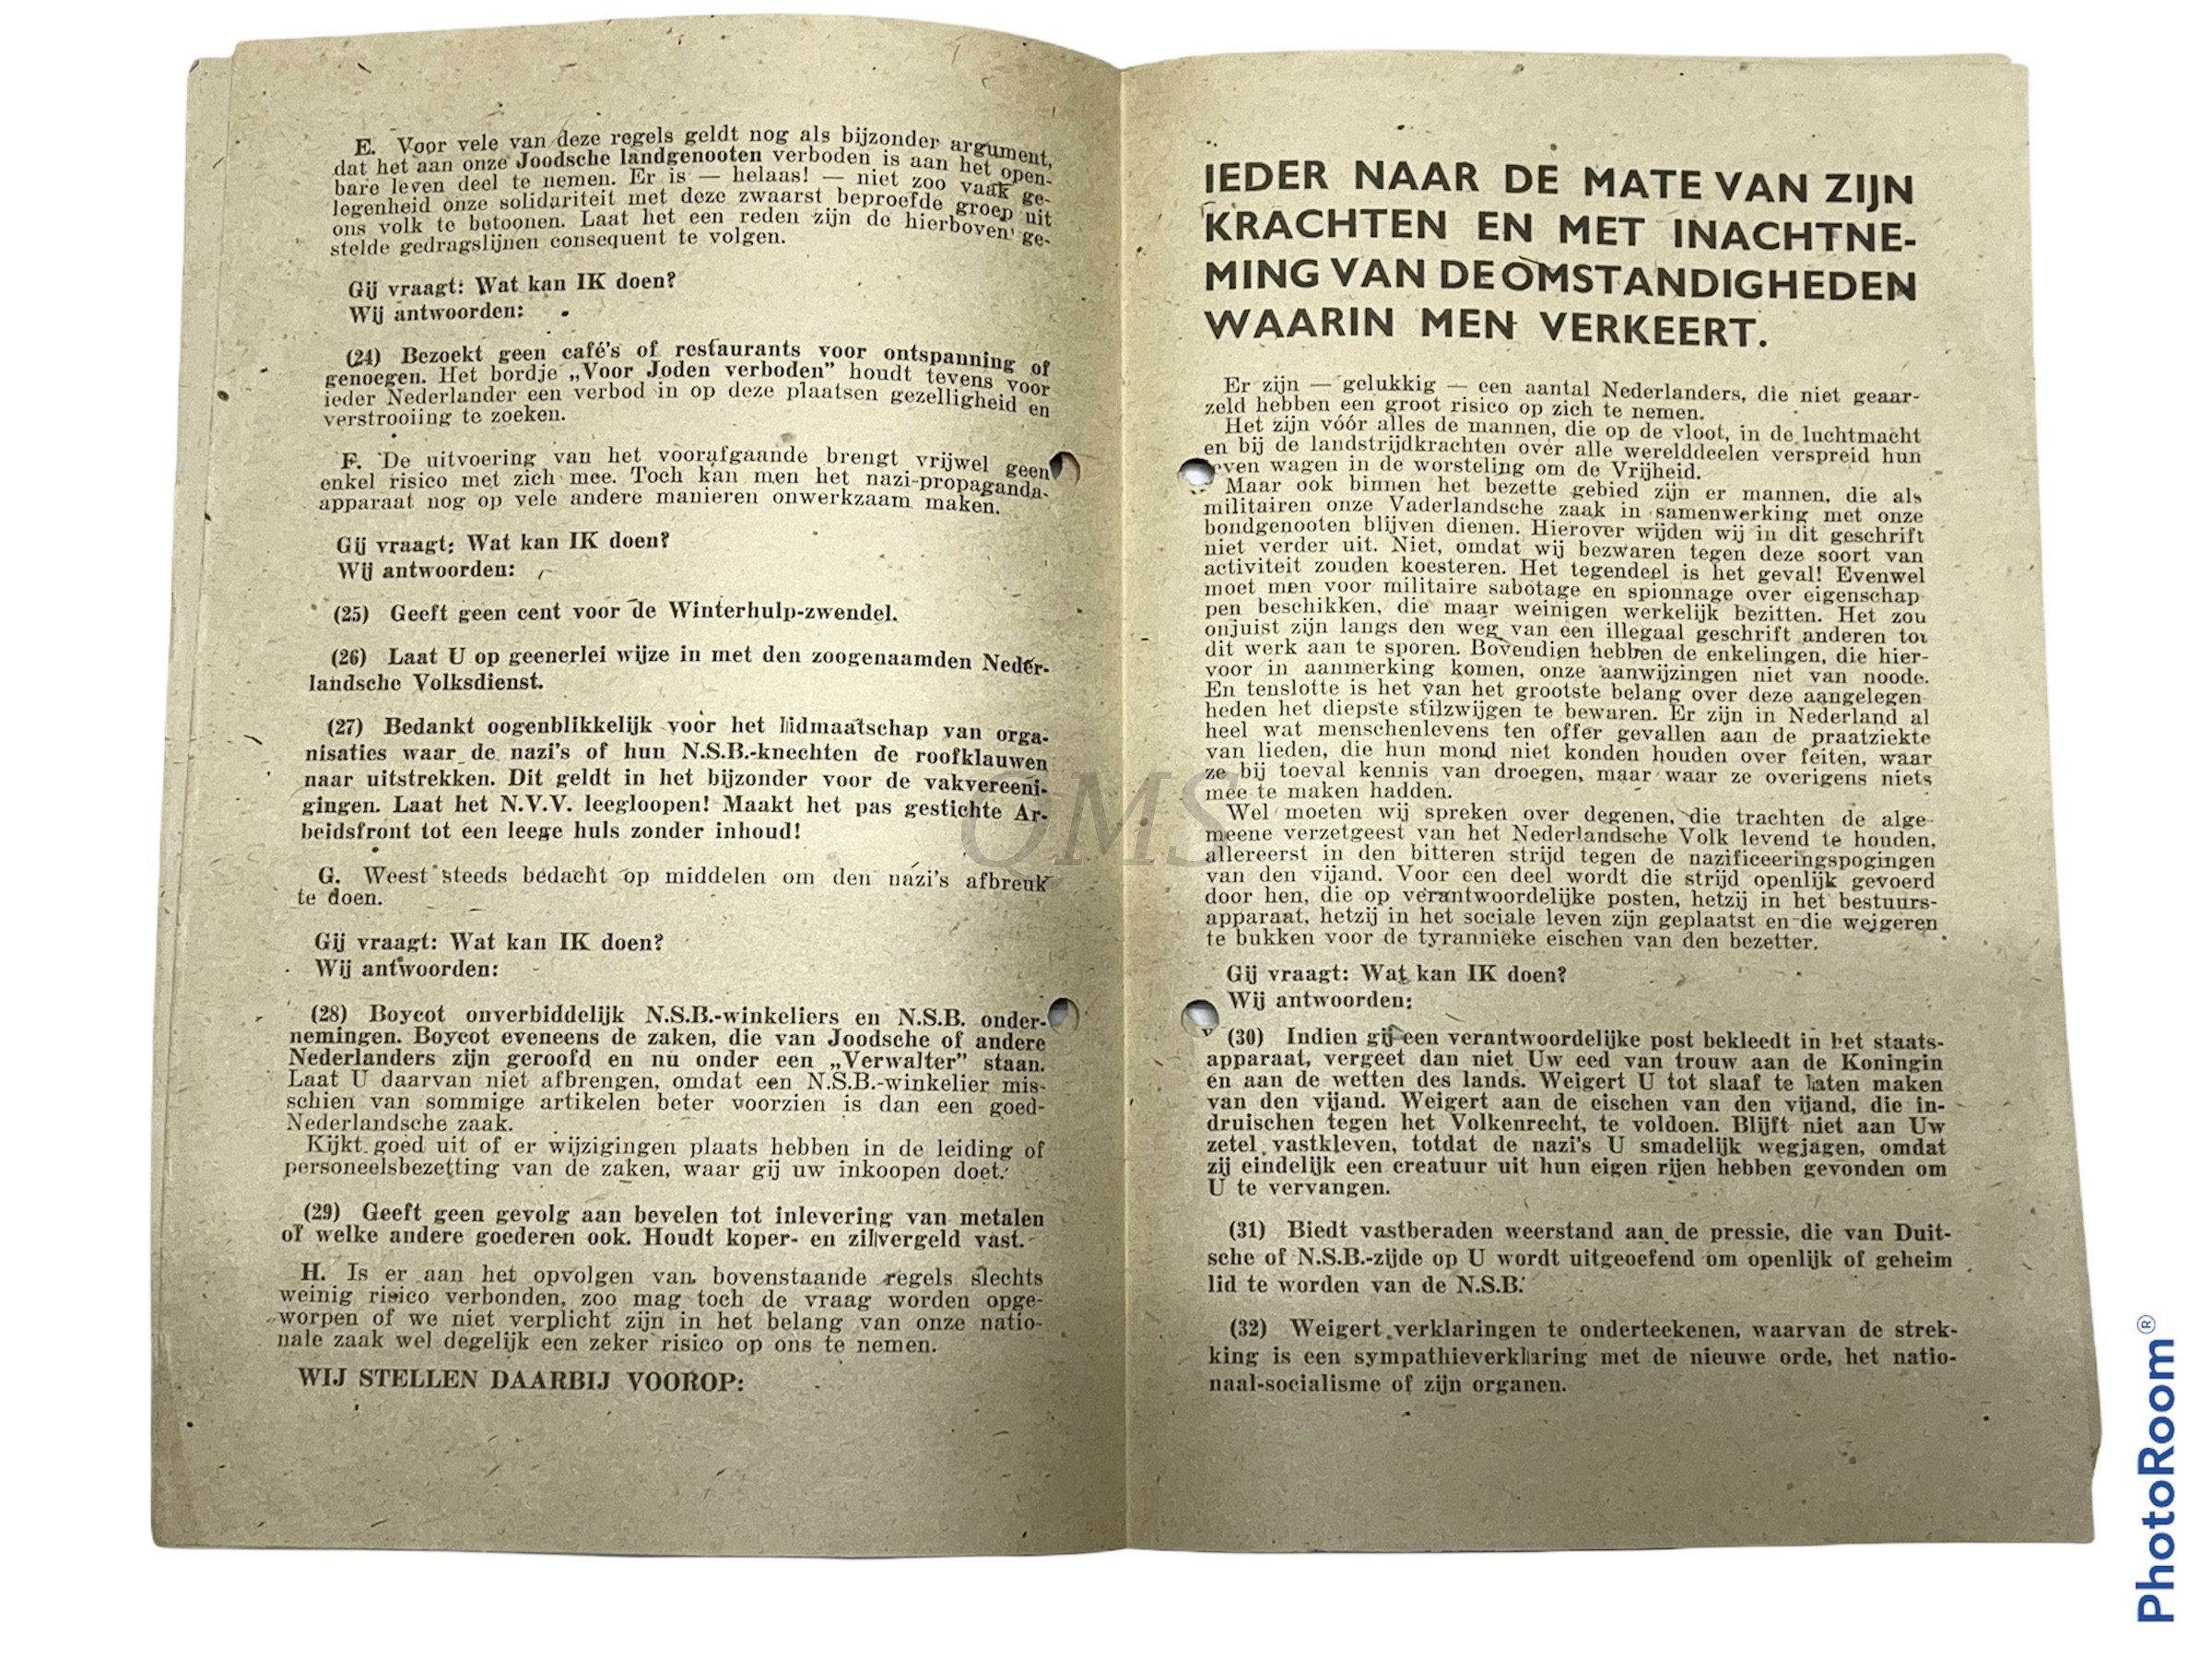 E. Voor vele van deze regels geldt nog als bijzonder argument,
dat het aan onze Joodsche landgenooten verboden is aan het open-
bare leven deel te nemen. Er is — helaas! — niet zoo vaak ge-
legenheid onze solidariteit met deze zwaarst beproefde groep uit
ons volk te betoonen. Laat het een reden zijn de hierboven ge-
stelde gedragslijnen consequent te volgen.
Gij vraagt: Wat kan IK doen?
Wij antwoorden:
(24) Bezoekt geen café's of restaurants voor ontspanning of
genoegen. Het bordje „Voor Joden verboden” houdt tevens voor
ieder Nederlander een verbod in op deze plaatsen gezelligheid en
verstrooiing te zoeken.
F. De uitvoering van het voorafgaande brengt vrijwel geen
enkel risico met zich mee. Toch kan men het nazi-propaganda-
apparaat nog op vele andere manieren onwerkzaam maken.
Gij vraagt: Wat kan IK doen?
Wij antwoorden:
(25) Geeft geen cent voor de Winterhulp-zwendel.
(26) Laat U op geenerlei wijze in met den zoogenaamden Neder-
landsche Volksdienst.
(27) Bedankt oogenblikkelijk voor het lidmaatschap van orga-
nisaties waar de nazi's of hun N.S.B.-knechten de roofklauwen
naar uitstrekken. Dit geldt in het bijzonder voor de vakvereeni-
gingen. Laat het N.V.V. leegloopen! Maakt het pas gestichte Ar-
beidsfront tot een leege huls zonder inhoud!
G. Weest steeds bedacht op middelen om den nazi's afbreuk
te doen.
Gij vraagt: Wat kan IK doen?
Wij antwoorden:
(28) Boycot onverbiddelijk N.S.B.-winkeliers en N.S.B. onder-
nemingen. Boycot eveneens de zaken, die van Joodsche of andere
Nederlanders zijn geroofd en nu onder een „Verwalter” staan.
Laat U daarvan niet afbrengen, omdat een N.S.B.-winkelier mis-
schien van sommige artikelen beter voorzien is dan een goed-
Nederlandsche zaak.
Kijkt goed uit of er wijzigingen plaats hebben in de leiding of
personeelsbezetting van de zaken, waar gij uw inkoopen doet.
(29) Geeft geen gevolg aan bevelen tot inlevering van metalen
of welke andere goederen ook. Houdt koper- en zilvergeld vast.
H. Is er aan het opvolgen van bovenstaande regels slechts
weinig risico verbonden, zoo mag toch de vraag worden opge-
worpen of we niet verplicht zijn in het belang van onze natio-
nale zaak wel degelijk een zeker risico op ons te nemen.
WIJ STELLEN DAARBIJ VOOROP:
IEDER NAAR DE MATE VAN ZIJN
KRACHTEN EN MET INACHTNE-
MING VAN DE OMSTANDIGHEDEN
WAARIN MEN VERKEERT.
Er zijn — gelukkig — een aantal Nederlanders, die niet geaar-
zeld hebben een groot risico op zich te nemen.
Het zijn vóór alles de mannen, die op de vloot, in de luchtmacht
en bij de landstrijdkrachten over alle werelddeelen verspreid hun
leven wagen in de worsteling om de Vrijheid.
Maar ook binnen het bezette gebied zijn er mannen, die als
militairen onze Vaderlandsche zaak in samenwerking met onze
bondgenooten blijven dienen. Hierover wijden wij in dit geschrift
niet verder uit. Niet, omdat wij bezwaren tegen deze soort van
activiteit zouden koesteren. Het tegendeel is het geval! Evenwel
moet men voor militaire sabotage en spionnage over eigenschap
pen beschikken, die maar weinigen werkelijk bezitten. Het zou
onjuist zijn langs den weg van een illegaal geschrift anderen tot
dit werk aan te sporen. Bovendien hebben de enkelingen, die hier-
voor in aanmerking komen, onze aanwijzingen niet van noode.
En tenslotte is het van het grootste belang over deze aangelegen
heden het diepste stilzwijgen te bewaren. Er zijn in Nederland al
heel wat menschenlevens ten offer gevallen aan de praatziekte
van lieden, die hun mond niet konden houden over feiten, waar
ze bij toeval kennis van droegen, maar waar ze overigens niets
mee te maken hadden.
Wel moeten wij spreken over degenen, die trachten de alge-
meene verzetgeest van het Nederlandsche Volk levend te houden,
allereerst in den bitteren strijd tegen de nazificeeringspogingen
van den vijand. Voor een deel wordt die strijd openlijk gevoerd
door hen, die op verantwoordelijke posten, hetzij in het bestuurs-
apparaat, hetzij in het sociale leven zijn geplaatst en die weigeren
te bukken voor de tyrannieke eischen van den bezetter.
Gij vraagt: Wat kan IK doen?
Wij antwoorden:
(30) Indien gij een verantwoordelijke post bekleedt in het staats-
apparaat, vergeet dan niet Uw eed van trouw aan de Koningin
en aan de wetten des lands. Weigert U tot slaaf te laten maken
van den vijand. Weigert aan de eischen van den vijand, die in-
druischen tegen het Volkenrecht, te voldoen. Blijft niet aan Uw
zetel vastkleven, totdat de nazi's U smadelijk wegjagen, omdat
zij eindelijk een creatuur uit hun eigen rijen hebben gevonden om
U te vervangen.
(31) Biedt vastberaden weerstand aan de pressie, die van Duit-
sche of N.S.B.-zijde op U wordt uitgeoefend om openlijk of geheim
lid te worden van de N.S.B.
(32) Weigert verklaringen te onderteekenen, waarvan de strek-
king is een sympathieverklaring met de nieuwe orde, het natio-
naal-socialisme of zijn organen.
OMS
PhotoRoom®